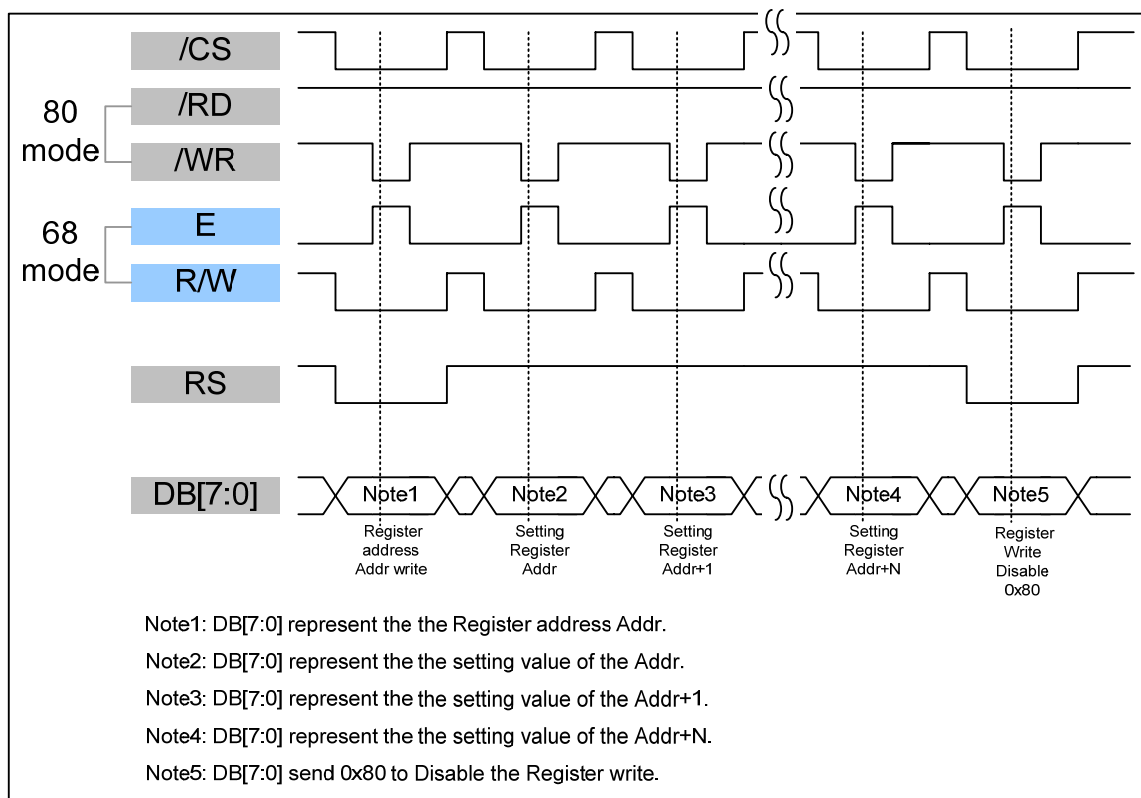 /CS
80
mode
/RD
/WR
68
mode
E
R/W
RS
DB[7:0]
Note1
Note2
Note3
Note4
Note5
Register
address
Addr write
Setting
Register
Addr
Setting
Register
Addr+1
Setting
Register
Addr+N
Register
Write
Disable
0x80
Note1: DB[7:0] represent the the Register address Addr.
Note2: DB[7:0] represent the the setting value of the Addr.
Note3: DB[7:0] represent the the setting value of the Addr+1.
Note4: DB[7:0] represent the the setting value of the Addr+N.
Note5: DB[7:0] send 0x80 to Disable the Register write.